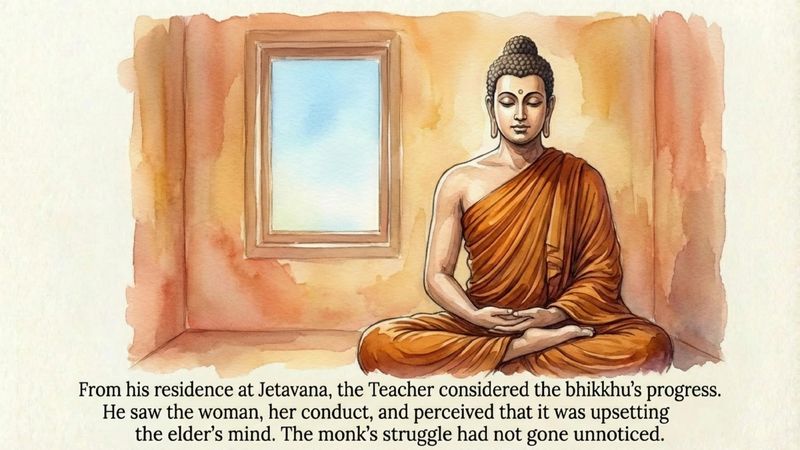 From his residence at Jetavana, the Teacher considered the bhikkhu’s progress.
He saw the woman, her conduct, and perceived that it was upsetting
the elder’s mind. The monk’s struggle had not gone unnoticed.